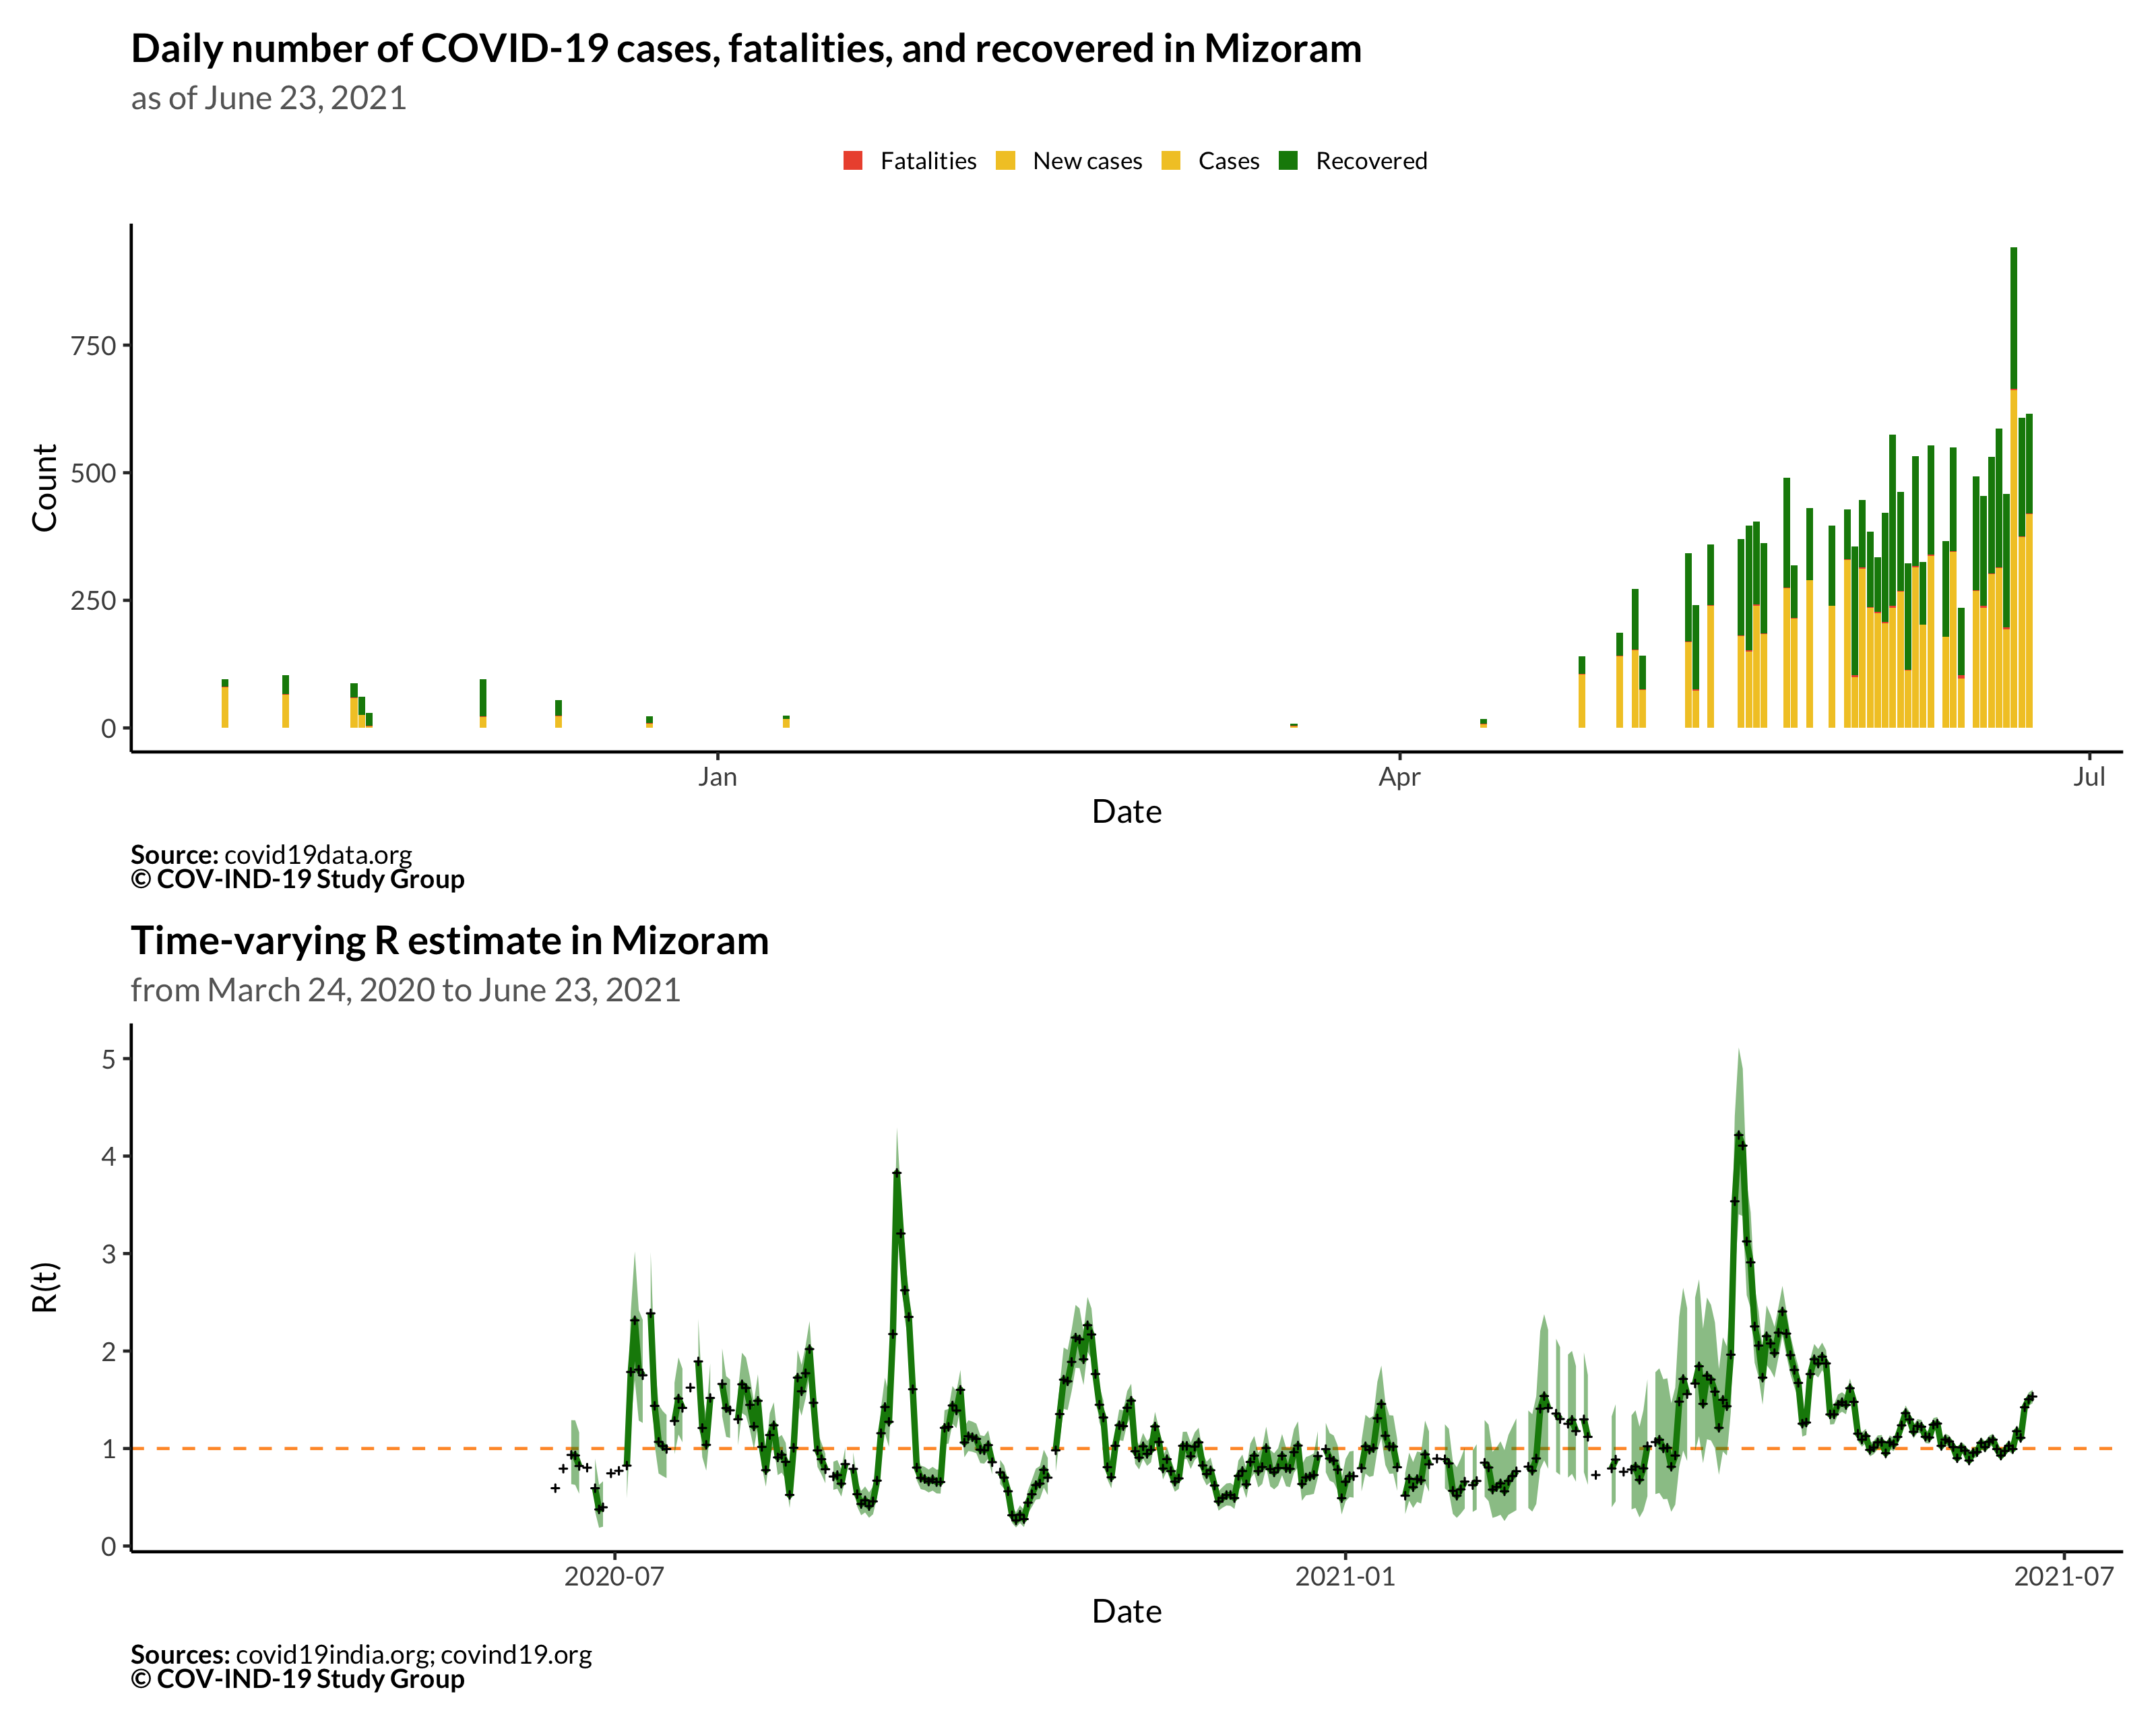 Daily number of COVID-19 cases, fatalities, and recovered in Mizoram
as of June 23, 2021
Fatalities New cases Cases Recovered
Count
750
500
250
0
Jan Apr Jul
Date
Source: covid19data.org
© COV-IND-19 Study Group
Time-varying R estimate in Mizoram
from March 24, 2020 to June 23, 2021
R(t)
5
4
3
2
1
0
2020-07 2021-01 2021-07
Date
Sources: covid19india.org; covind19.org
© COV-IND-19 Study Group